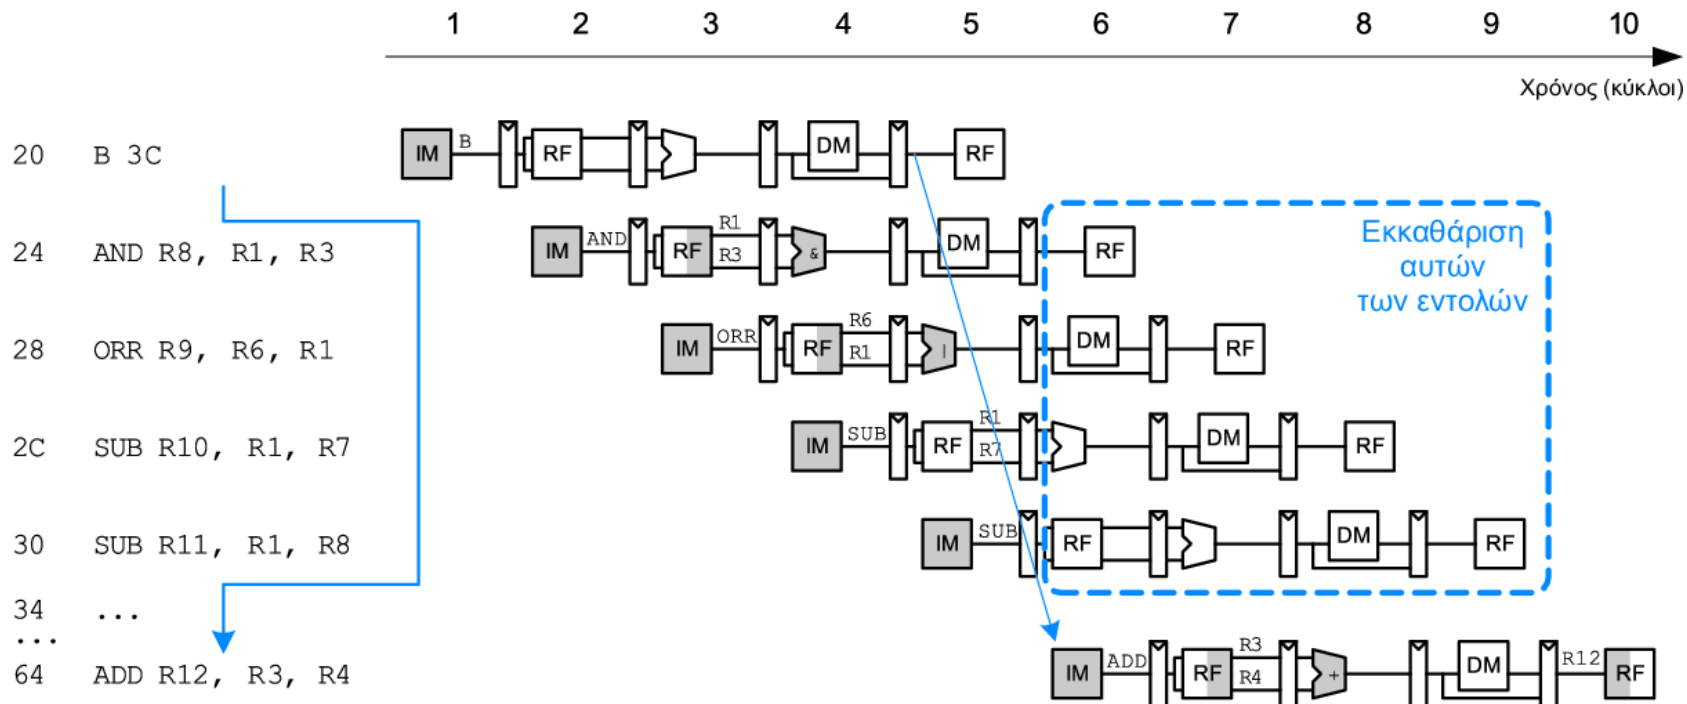 1 2 3 4 5 6 7 8 9 10
Χρόνος (κύκλοι)
20 B 3C IM B RF DM RF
24 AND R8, R1, R3 IM AND RF R1 R3 & DM RF
Εκκαθάριση
αυτών
των εντολών
28 ORR R9, R6, R1 IM ORR RF R6 R1 | DM RF
2C SUB R10, R1, R7 IM SUB RF R1 R7 DM RF
30 SUB R11, R1, R8 IM SUB RF DM RF
34 ...
...
64 ADD R12, R3, R4 IM ADD RF R3 R4 + DM R12 RF